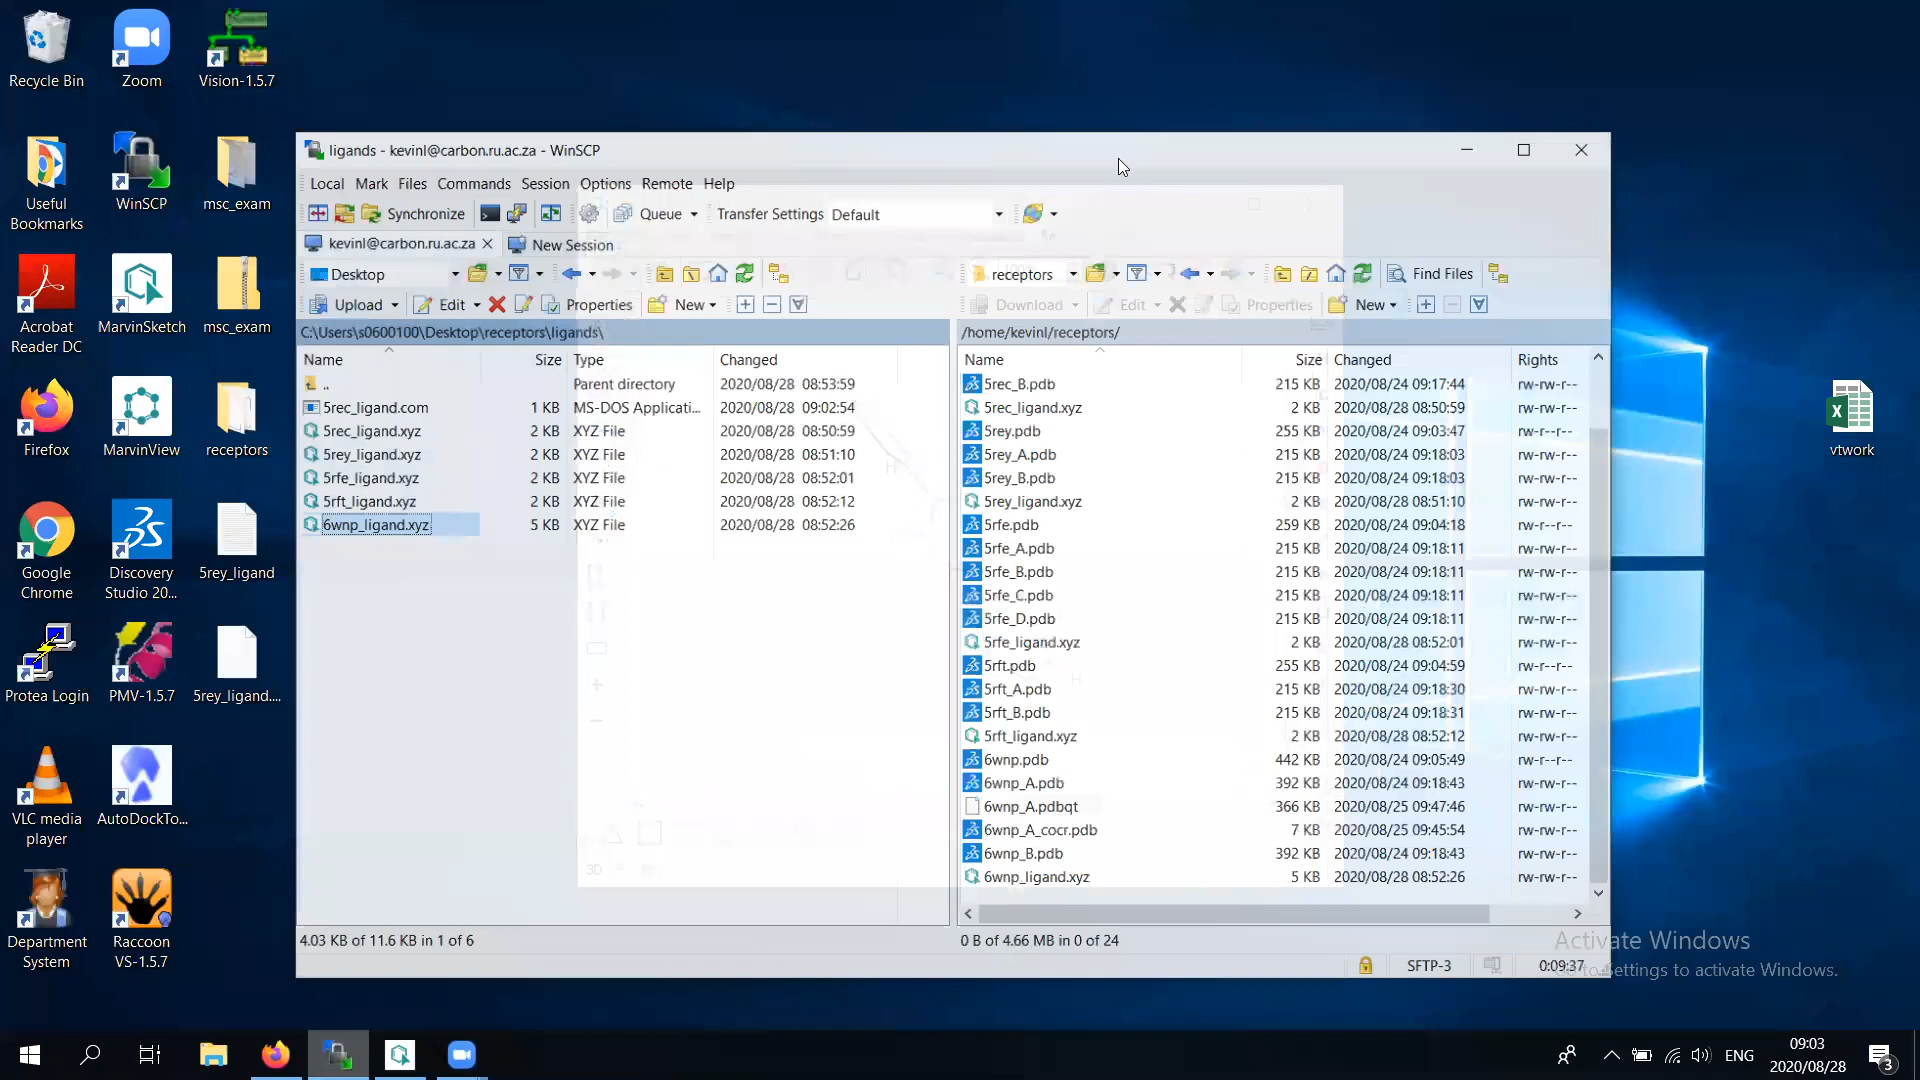 Recycle Bin
Zoom
Vision-1.5.7
Useful
Bookmarks
WinSCP
msc_exam
Acrobat
Reader DC
MarvinSketch
msc_exam
Firefox
MarvinView
receptors
Google
Chrome
Discovery
Studio 20...
5rey_ligand
Protea Login
PMV-1.5.7
5rey_ligand....
VLC media
player
AutoDockTo...
Department
System
Raccoon
VS-1.5.7
vtwork
ligands - kevinl@carbon.ru.ac.za - WinSCP
Local Mark Files Commands Session Options Remote Help
Synchronize Queue Transfer Settings Default
kevinl@carbon.ru.ac.za New Session
Desktop
Upload Edit Properties New
C:\Users\s0600100\Desktop\receptors\ligands\
Name Size Type Changed
.. Parent directory 2020/08/28 08:53:59
5rec_ligand.com 1 KB MS-DOS Applicati... 2020/08/28 09:02:54
5rec_ligand.xyz 2 KB XYZ File 2020/08/28 08:50:59
5rey_ligand.xyz 2 KB XYZ File 2020/08/28 08:51:10
5rfe_ligand.xyz 2 KB XYZ File 2020/08/28 08:52:01
5rft_ligand.xyz 2 KB XYZ File 2020/08/28 08:52:12
6wnp_ligand.xyz 5 KB XYZ File 2020/08/28 08:52:26
4.03 KB of 11.6 KB in 1 of 6
receptors Find Files
Download Edit Properties New
/home/kevinl/receptors/
Name Size Changed Rights
5rec_B.pdb 215 KB 2020/08/24 09:17:44 rw-rw-r--
5rec_ligand.xyz 2 KB 2020/08/28 08:50:59 rw-rw-r--
5rey.pdb 255 KB 2020/08/24 09:03:47 rw-r--r--
5rey_A.pdb 215 KB 2020/08/24 09:18:03 rw-rw-r--
5rey_B.pdb 215 KB 2020/08/24 09:18:03 rw-rw-r--
5rey_ligand.xyz 2 KB 2020/08/28 08:51:10 rw-rw-r--
5rfe.pdb 259 KB 2020/08/24 09:04:18 rw-r--r--
5rfe_A.pdb 215 KB 2020/08/24 09:18:11 rw-rw-r--
5rfe_B.pdb 215 KB 2020/08/24 09:18:11 rw-rw-r--
5rfe_C.pdb 215 KB 2020/08/24 09:18:11 rw-rw-r--
5rfe_D.pdb 215 KB 2020/08/24 09:18:11 rw-rw-r--
5rfe_ligand.xyz 2 KB 2020/08/28 08:52:01 rw-rw-r--
5rft.pdb 255 KB 2020/08/24 09:04:59 rw-r--r--
5rft_A.pdb 215 KB 2020/08/24 09:18:30 rw-rw-r--
5rft_B.pdb 215 KB 2020/08/24 09:18:31 rw-rw-r--
5rft_ligand.xyz 2 KB 2020/08/28 08:52:12 rw-rw-r--
6wnp.pdb 442 KB 2020/08/24 09:05:49 rw-r--r--
6wnp_A.pdb 392 KB 2020/08/24 09:18:43 rw-rw-r--
6wnp_A.pdbqt 366 KB 2020/08/25 09:47:46 rw-rw-r--
6wnp_A_cocr.pdb 7 KB 2020/08/25 09:45:54 rw-rw-r--
6wnp_B.pdb 392 KB 2020/08/24 09:18:43 rw-rw-r--
6wnp_ligand.xyz 5 KB 2020/08/28 08:52:26 rw-rw-r--
0 B of 4.66 MB in 0 of 24
SFTP-3 0:09:37
Activate Windows
Go to Settings to activate Windows.
ENG
09:03
2020/08/28
3